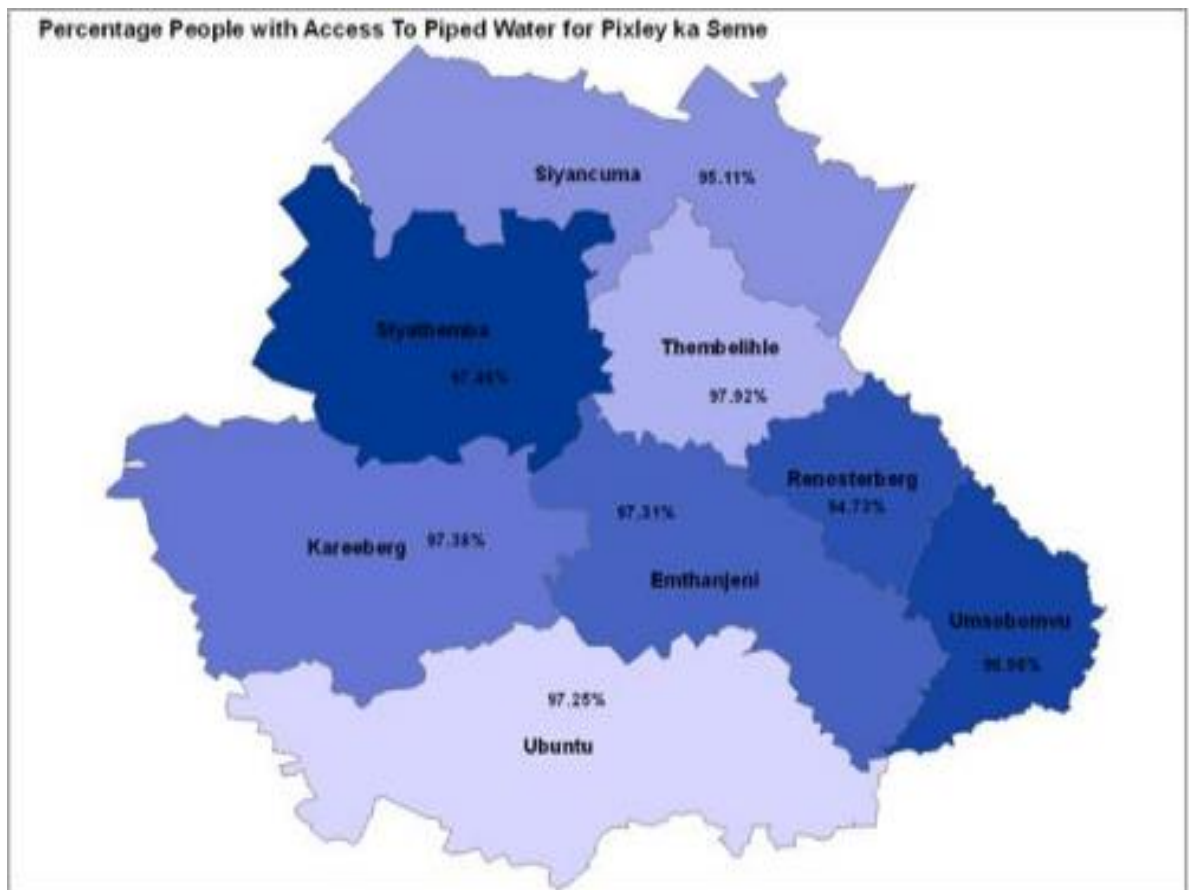 Percentage People with Access To Piped Water for Pixley ka Seme
Siyancuma 95.11%
Siyathemba
Thembelihle
97.92%
Renosterberg
94.73%
97.31%
Kareeberg 97.38%
Emthanjeni
Umsobomvu
97.25%
Ubuntu